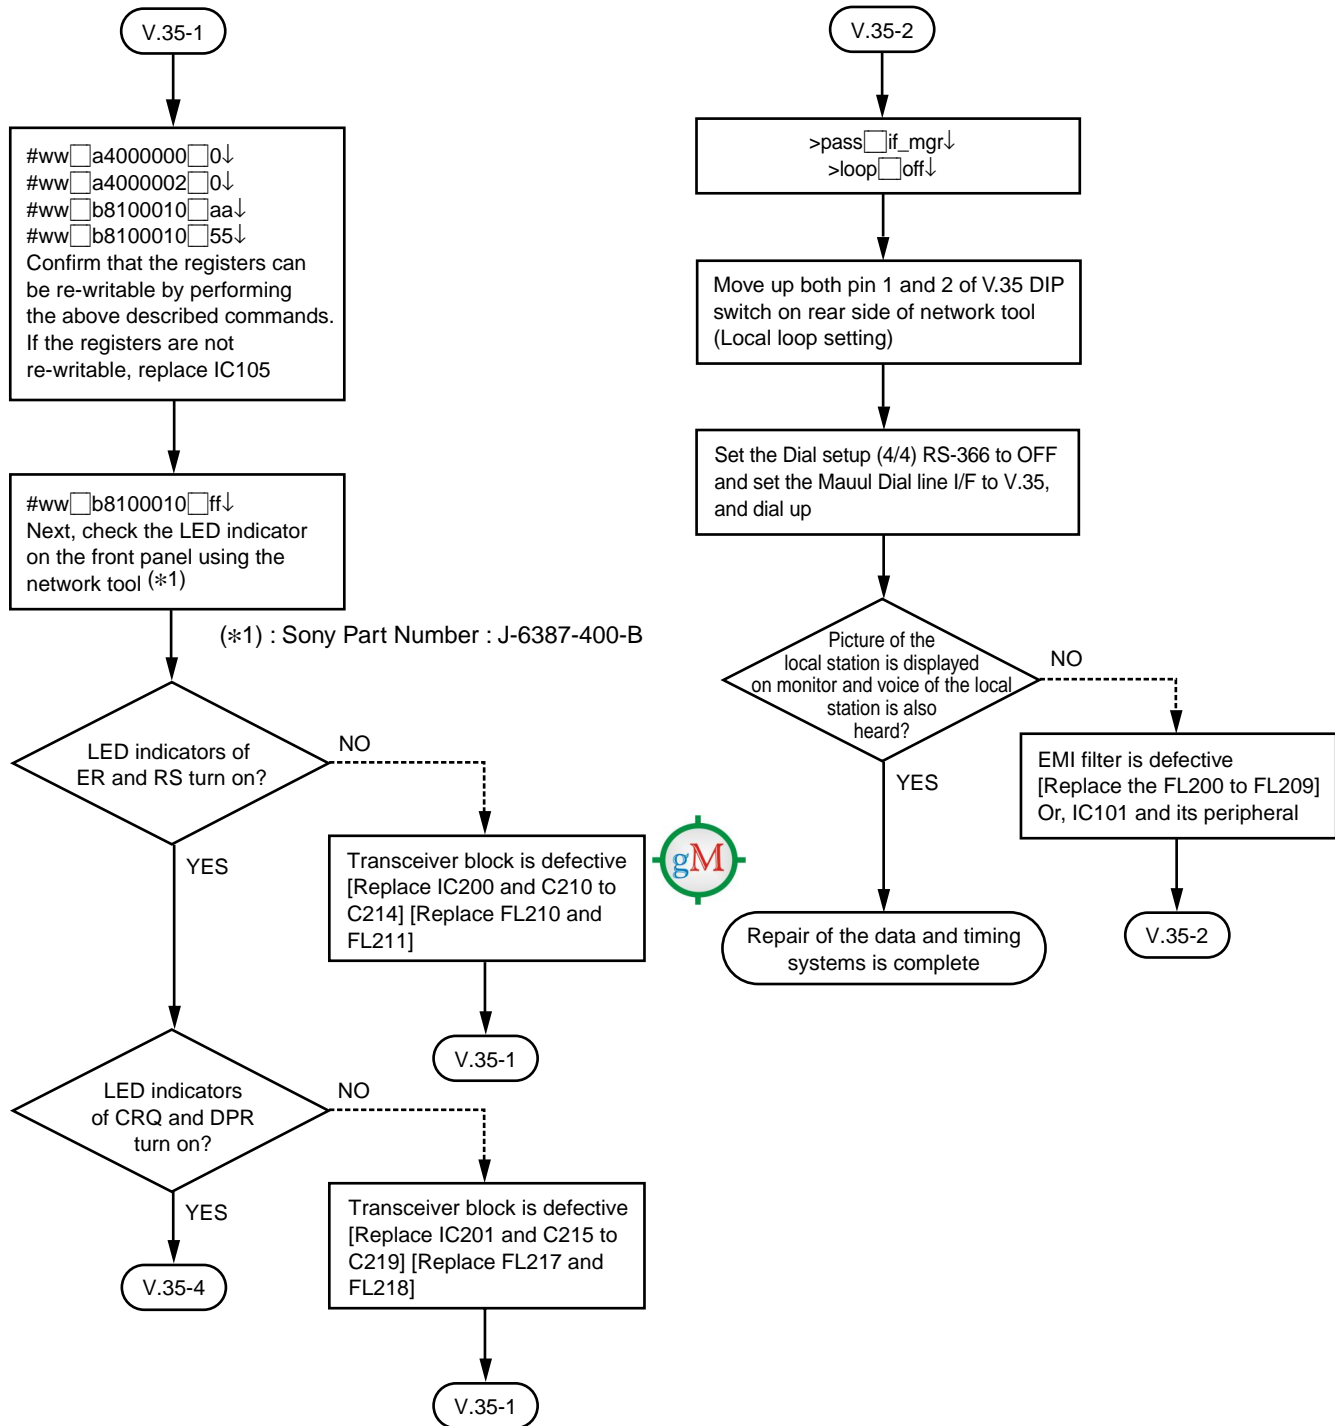 V.35-1
#ww□a4000000□0↓
#ww□a4000002□0↓
#ww□b8100010□aa↓
#ww□b8100010□55↓
Confirm that the registers can
be re-writable by performing
the above described commands.
If the registers are not
re-writable, replace IC105
#ww□b8100010□ff↓
Next, check the LED indicator
on the front panel using the
network tool (*1)
(*1) : Sony Part Number : J-6387-400-B
LED indicators of
ER and RS turn on?
NO
YES
Transceiver block is defective
[Replace IC200 and C210 to
C214] [Replace FL210 and
FL211]
V.35-1
LED indicators
of CRQ and DPR
turn on?
NO
YES
Transceiver block is defective
[Replace IC201 and C215 to
C219] [Replace FL217 and
FL218]
V.35-4
V.35-1
V.35-2
>pass□if_mgr↓
>loop□off↓
Move up both pin 1 and 2 of V.35 DIP
switch on rear side of network tool
(Local loop setting)
Set the Dial setup (4/4) RS-366 to OFF
and set the Mauul Dial line I/F to V.35,
and dial up
Picture of the
local station is displayed
on monitor and voice of the local
station is also
heard?
NO
YES
EMI filter is defective
[Replace the FL200 to FL209]
Or, IC101 and its peripheral
V.35-2
Repair of the data and timing
systems is complete
gM